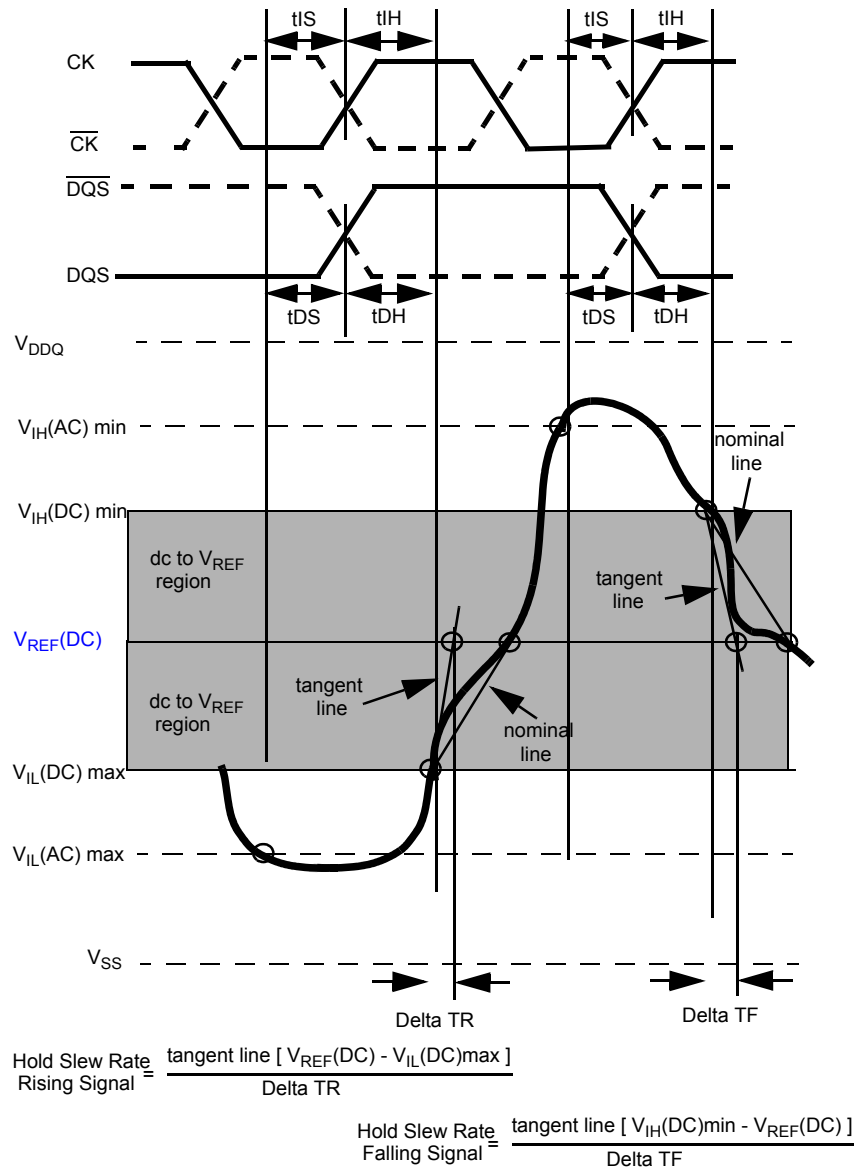 tIS tIH tIS tIH
CK
CK
DQS
DQS
tDS tDH tDS tDH
VDDQ
VIH(AC) min
nominal
line
VIH(DC) min
dc to VREF
region
tangent
line
VREF(DC)
dc to VREF
region
tangent
line
nominal
line
VIL(DC) max
VIL(AC) max
VSS
Delta TR Delta TF
Hold Slew Rate
Rising Signal = tangent line [ VREF(DC) - VIL(DC)max ]
Delta TR
Hold Slew Rate
Falling Signal = tangent line [ VIH(DC)min - VREF(DC) ]
Delta TF